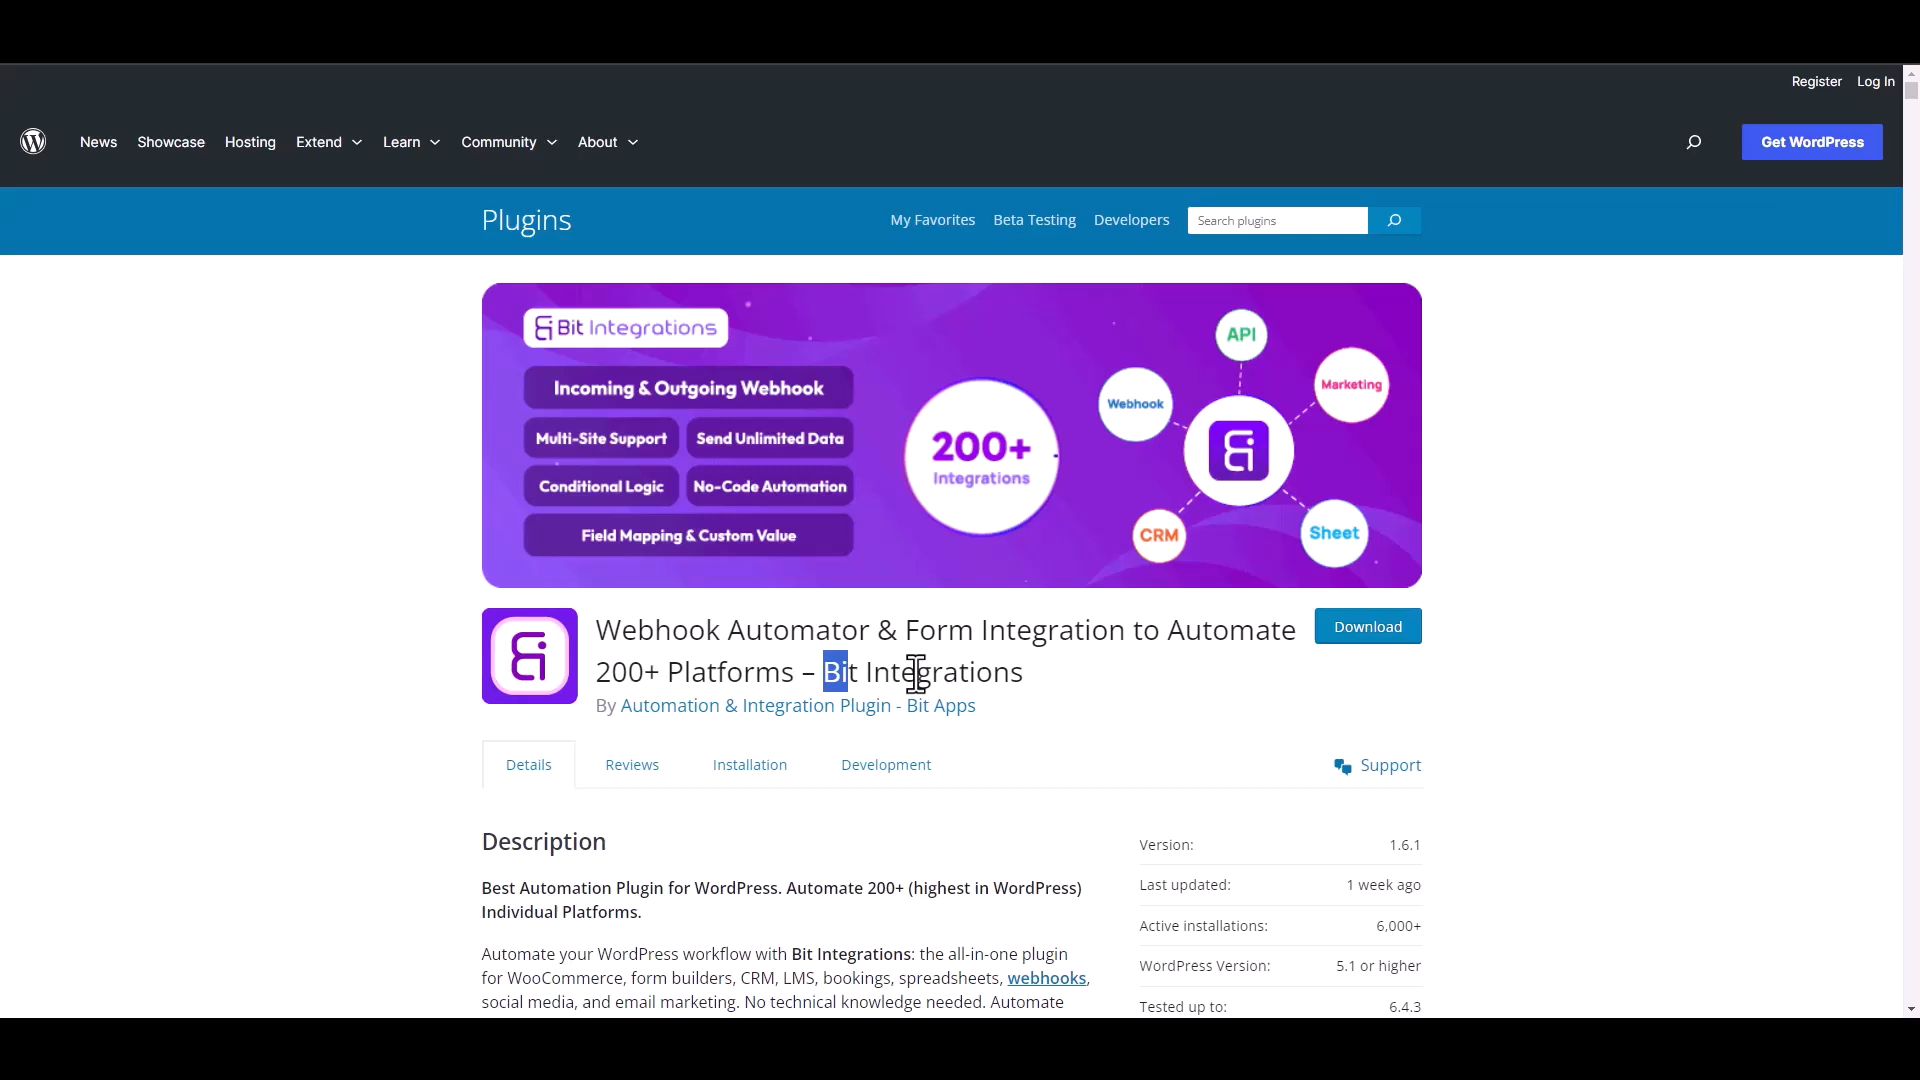 Register Log In
News Showcase Hosting Extend Learn Community About Get WordPress
Plugins My Favorites Beta Testing Developers Search plugins
Bit Integrations
Incoming & Outgoing Webhook
Multi-Site Support Send Unlimited Data
Conditional Logic No-Code Automation
Field Mapping & Custom Value
200+
Integrations
API
Webhook
Marketing
CRM
Sheet
Webhook Automator & Form Integration to Automate
200+ Platforms – Bit Integrations
Download
By Automation & Integration Plugin - Bit Apps
Details Reviews Installation Development Support
Description
Best Automation Plugin for WordPress. Automate 200+ (highest in WordPress)
Individual Platforms.
Automate your WordPress workflow with Bit Integrations: the all-in-one plugin
for WooCommerce, form builders, CRM, LMS, bookings, spreadsheets, webhooks,
social media, and email marketing. No technical knowledge needed. Automate
Version: 1.6.1
Last updated: 1 week ago
Active installations: 6,000+
WordPress Version: 5.1 or higher
Tested up to: 6.4.3